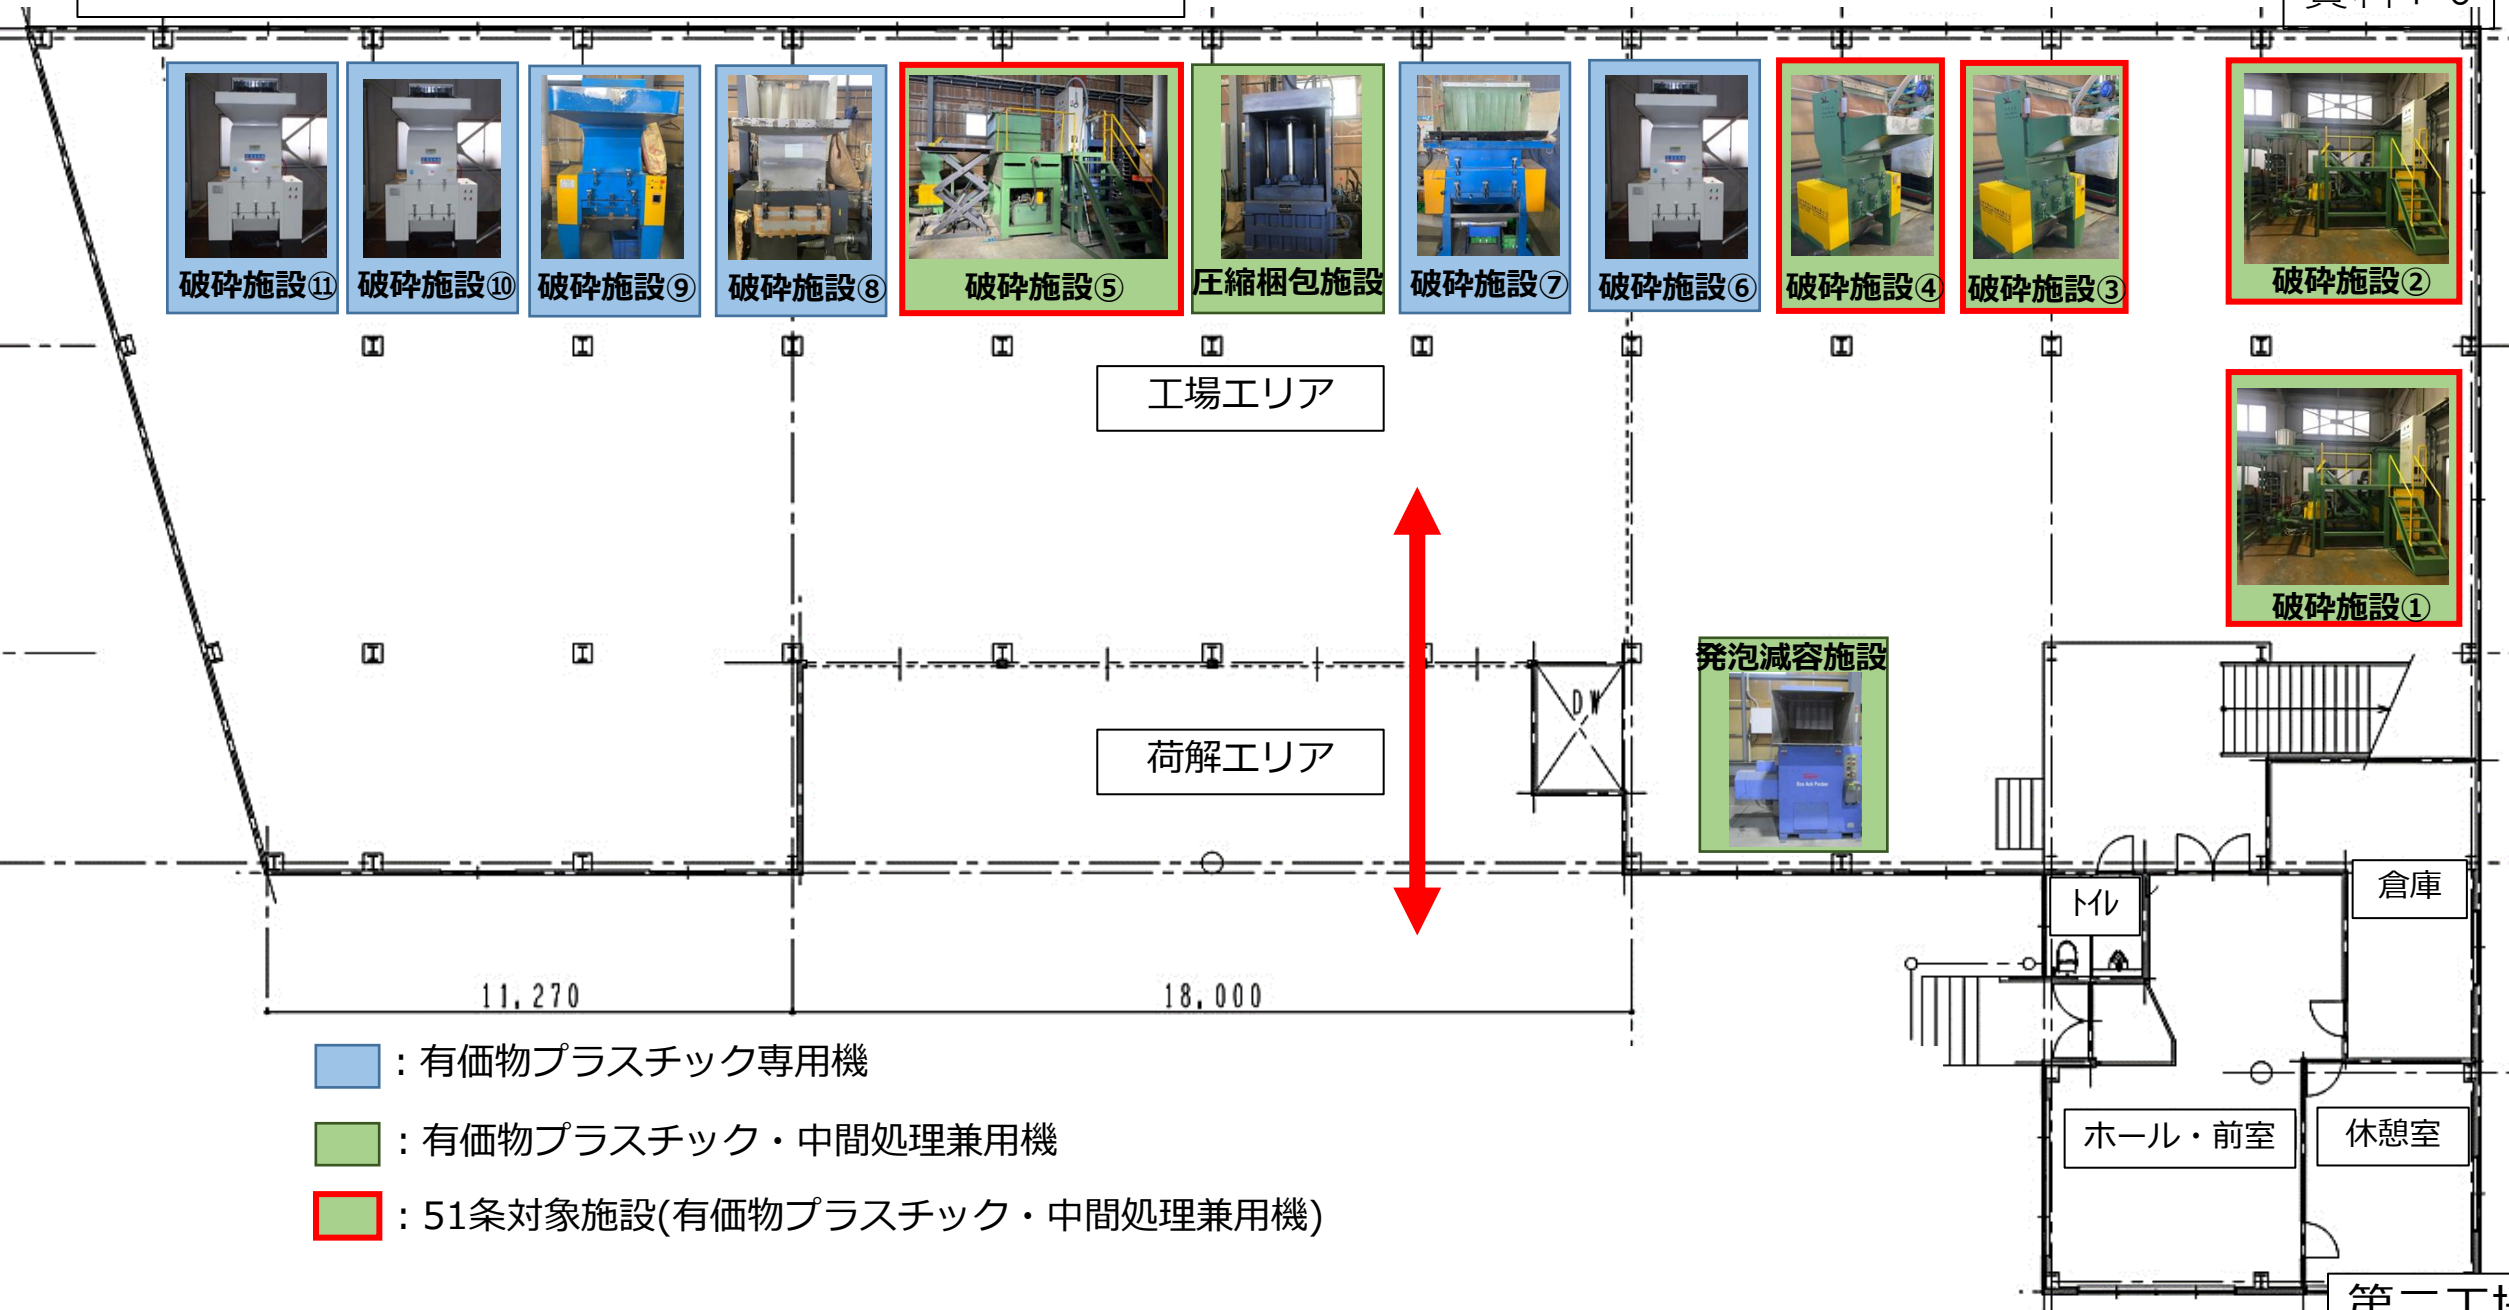 破砕施設⑪
破砕施設⑩
破砕施設⑨
破砕施設⑧
破砕施設⑤
圧縮梱包施設
破砕施設⑦
破砕施設⑥
破砕施設④
破砕施設③
破砕施設②
工場エリア
破砕施設①
発泡減容施設
DW
荷解エリア
倉庫
トイレ
11,270
18,000
：有価物プラスチック専用機
：有価物プラスチック・中間処理兼用機
ホール・前室
休憩室
：51条対象施設(有価物プラスチック・中間処理兼用機)